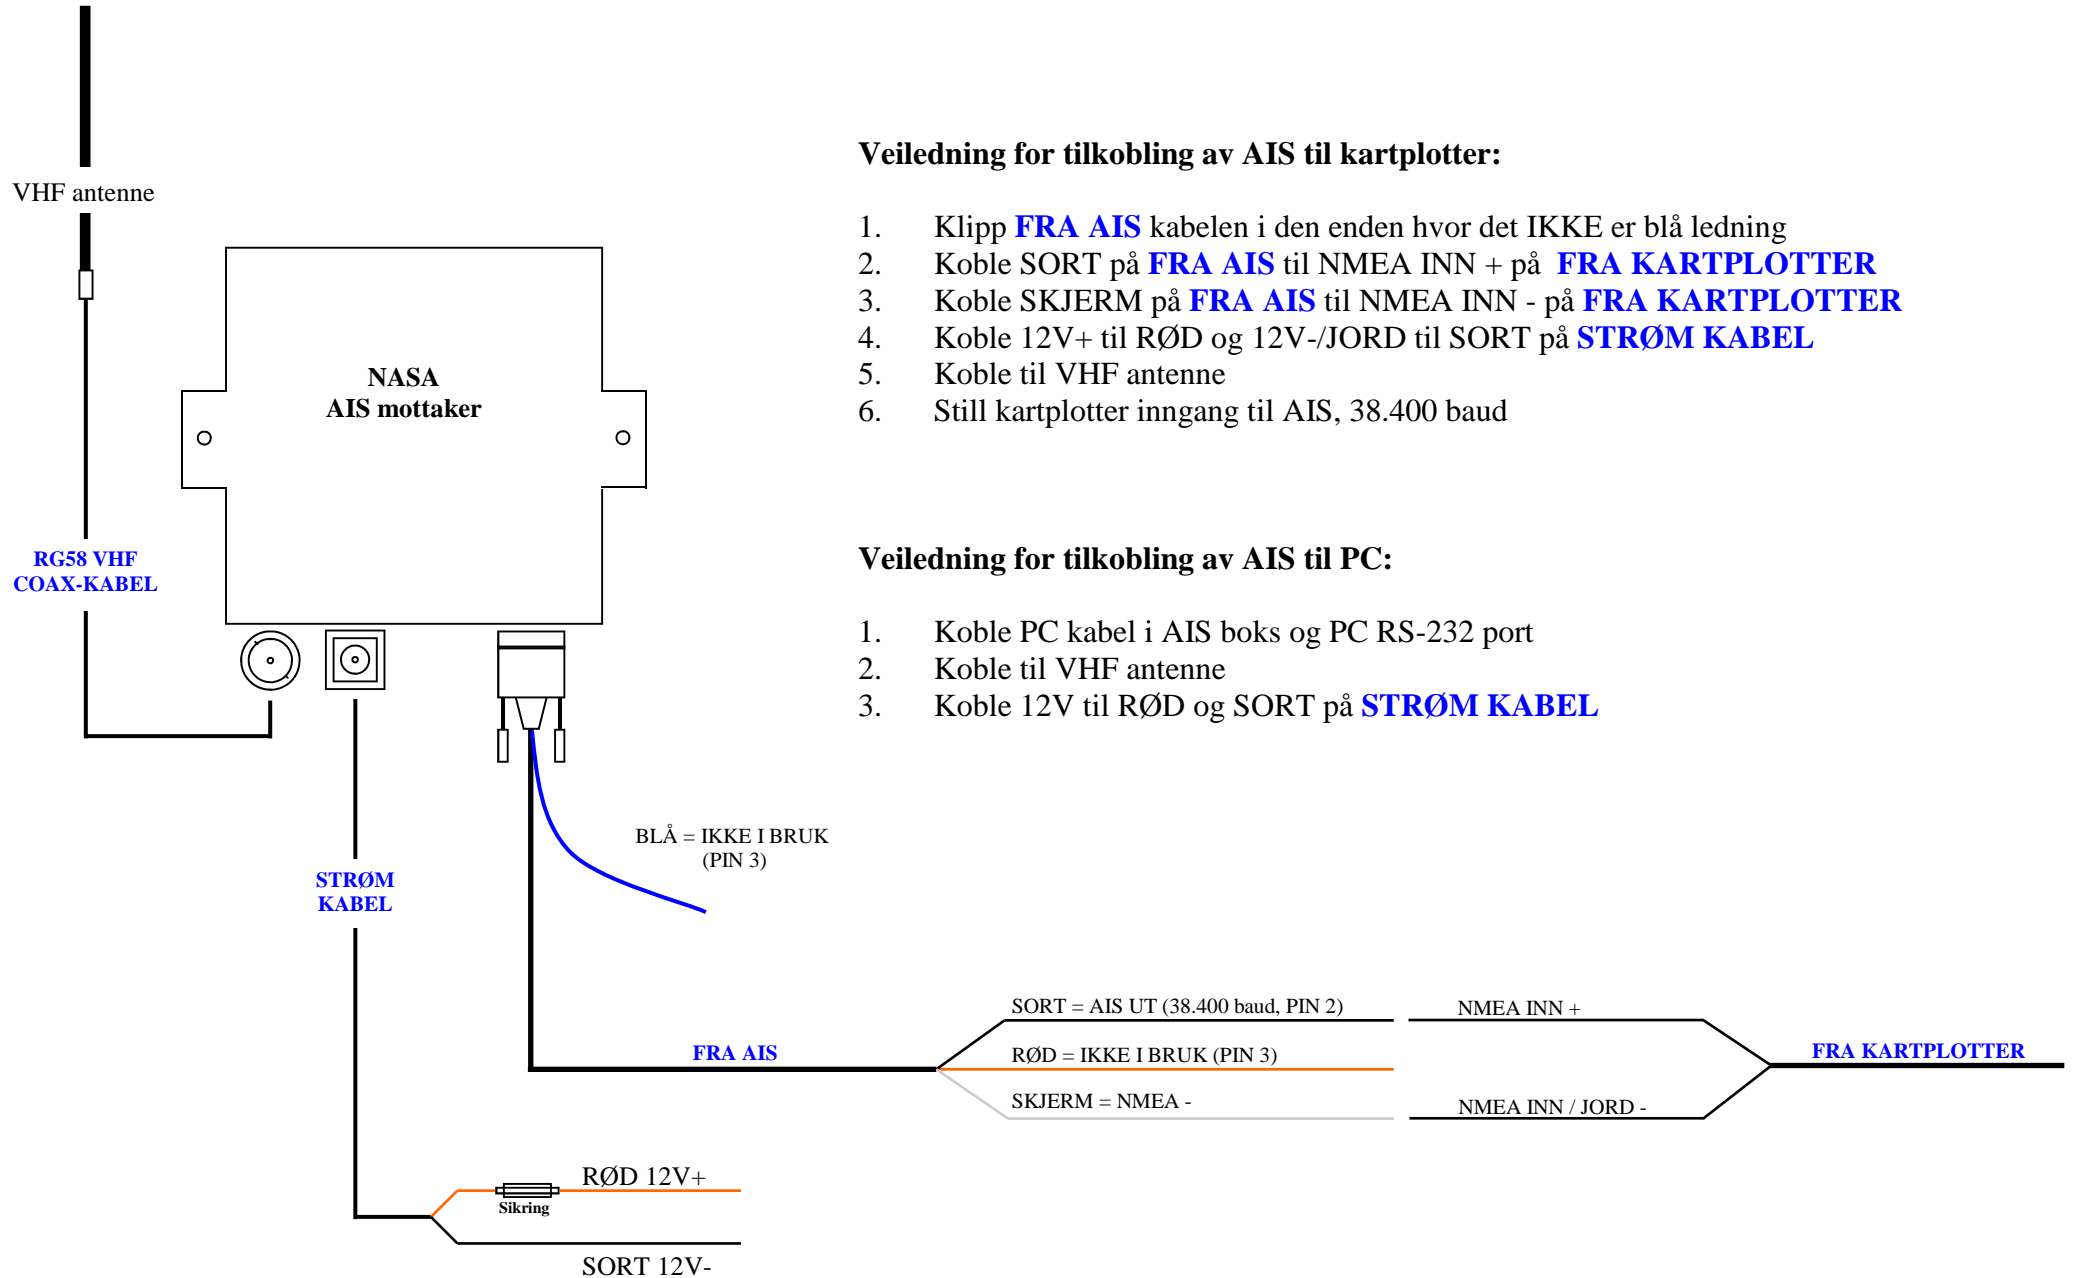 VHF antenne
NASA
AIS mottaker
RG58 VHF
COAX-KABEL
Veiledning for tilkobling av AIS til kartplotter:
1. Klipp FRA AIS kabelen i den enden hvor det IKKE er blå ledning
2. Koble SORT på FRA AIS til NMEA INN + på FRA KARTPLOTTER
3. Koble SKJERM på FRA AIS til NMEA INN - på FRA KARTPLOTTER
4. Koble 12V+ til RØD og 12V-/JORD til SORT på STRØM KABEL
5. Koble til VHF antenne
6. Still kartplotter inngang til AIS, 38.400 baud
Veiledning for tilkobling av AIS til PC:
1. Koble PC kabel i AIS boks og PC RS-232 port
2. Koble til VHF antenne
3. Koble 12V til RØD og SORT på STRØM KABEL
BLÅ = IKKE I BRUK
(PIN 3)
STRØM
KABEL
SORT = AIS UT (38.400 baud, PIN 2)
NMEA INN +
FRA AIS
RØD = IKKE I BRUK (PIN 3)
FRA KARTPLOTTER
SKJERM = NMEA -
NMEA INN / JORD -
RØD 12V+
Sikring
SORT 12V-